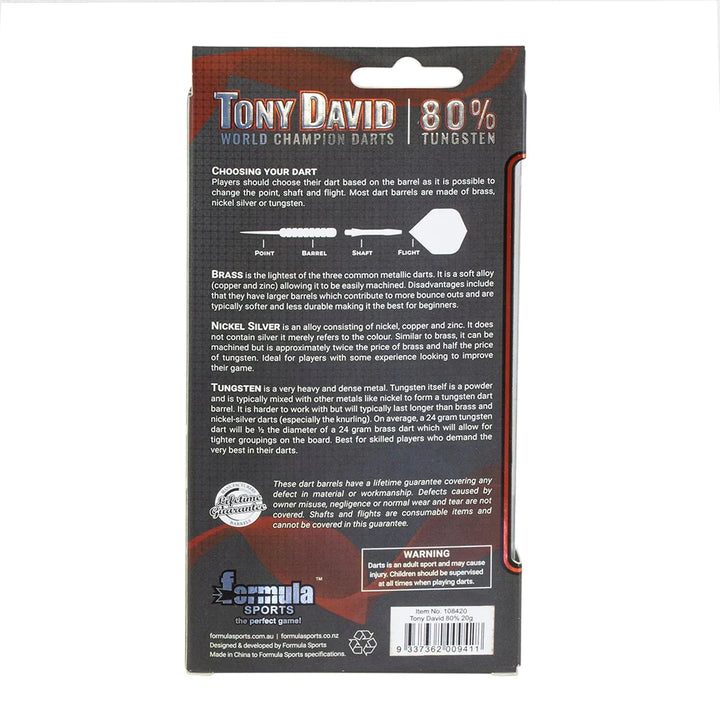 TONY DAVID
WORLD CHAMPION DARTS
80%
TUNGSTEN
CHOOSING YOUR DART
Players should choose their dart based on the barrel as it is possible to
change the point, shaft and flight. Most dart barrels are made of brass,
nickel silver or tungsten.
POINT BARREL SHAFT FLIGHT
BRASS is the lightest of the three common metallic darts. It is a soft alloy
(copper and zinc) allowing it to be easily machined. Disadvantages include
that they have larger barrels which contribute to more bounce outs and are
typically softer and less durable making it the best for beginners.
NICKEL SILVER is an alloy consisting of nickel, copper and zinc. It does
not contain silver it merely refers to the colour. Similar to brass, it can be
machined but is approximately twice the price of brass and half the price
of tungsten. Ideal for players with some experience looking to improve
their game.
TUNGSTEN is a very heavy and dense metal. Tungsten itself is a powder
and is typically mixed with other metals like nickel to form a tungsten dart
barrel. It is harder to work with but will typically last longer than brass and
nickel-silver darts (especially the knurling). On average, a 24 gram tungsten
dart will be ½ the diameter of a 24 gram brass dart which will allow for
tighter groupings on the board. Best for skilled players who demand the
very best in their darts.
Lifetime
Guarantee
BARRELS
These dart barrels have a lifetime guarantee covering any
defect in material or workmanship. Defects caused by
owner misuse, negligence or normal wear and tear are not
covered. Shafts and flights are consumable items and
cannot be covered in this guarantee.
WARNING
Darts is an adult sport and may cause
injury. Children should be supervised
at all times when playing darts.
formula™
SPORTS
the perfect game!
formulasports.com.au | formulasports.co.nz
Designed & developed by Formula Sports
Made in China to Formula Sports specifications.
Item No. 108420
Tony David 80% 20g
9 337362 009411